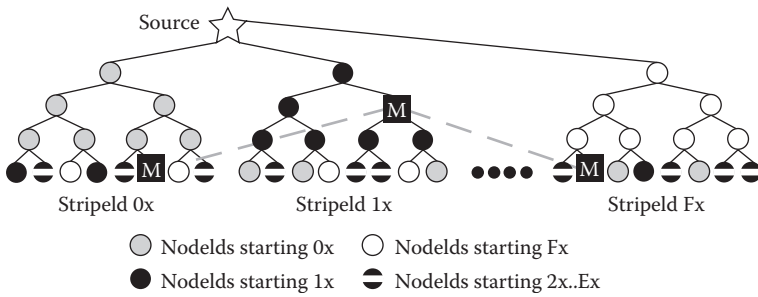 Source
M
M
M
StripeId 0x
StripeId 1x
StripeId Fx
NodeIds starting 0x
NodeIds starting Fx
NodeIds starting 1x
NodeIds starting 2x..Ex